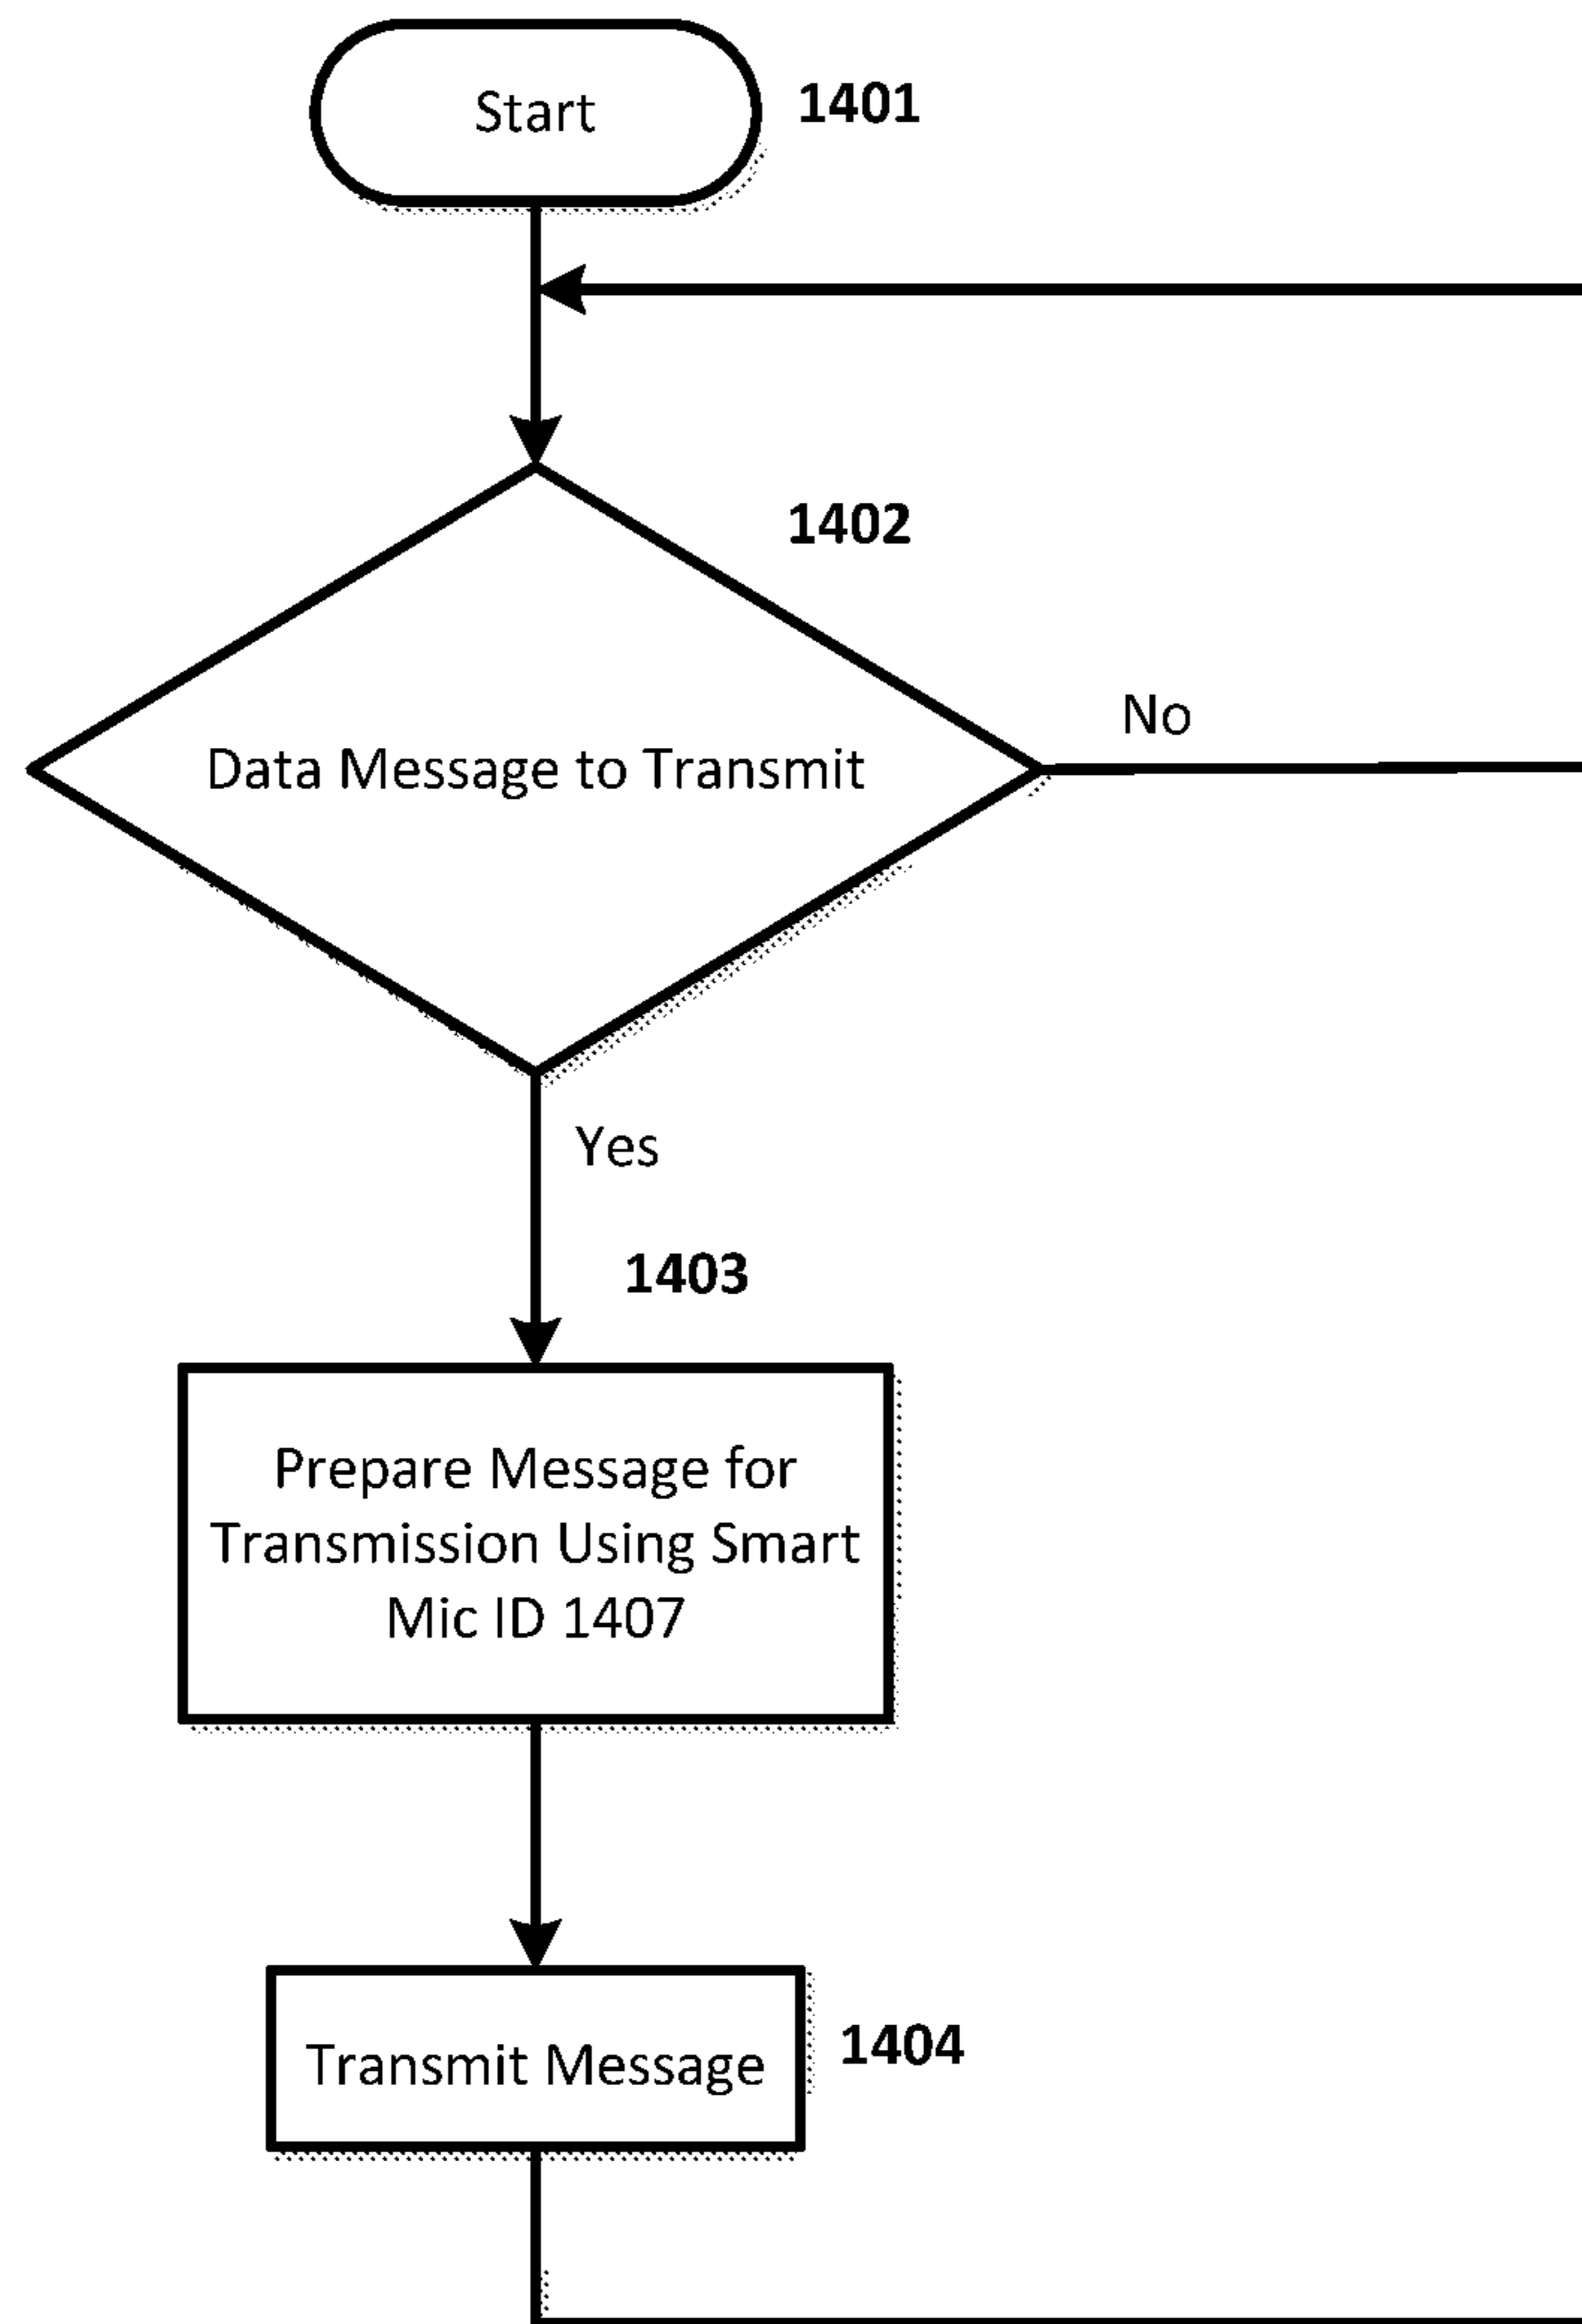 Start
1401
1402
No
Data Message to Transmit
Yes
1403
Prepare Message for
Transmission Using Smart
Mic ID 1407
Transmit Message
1404